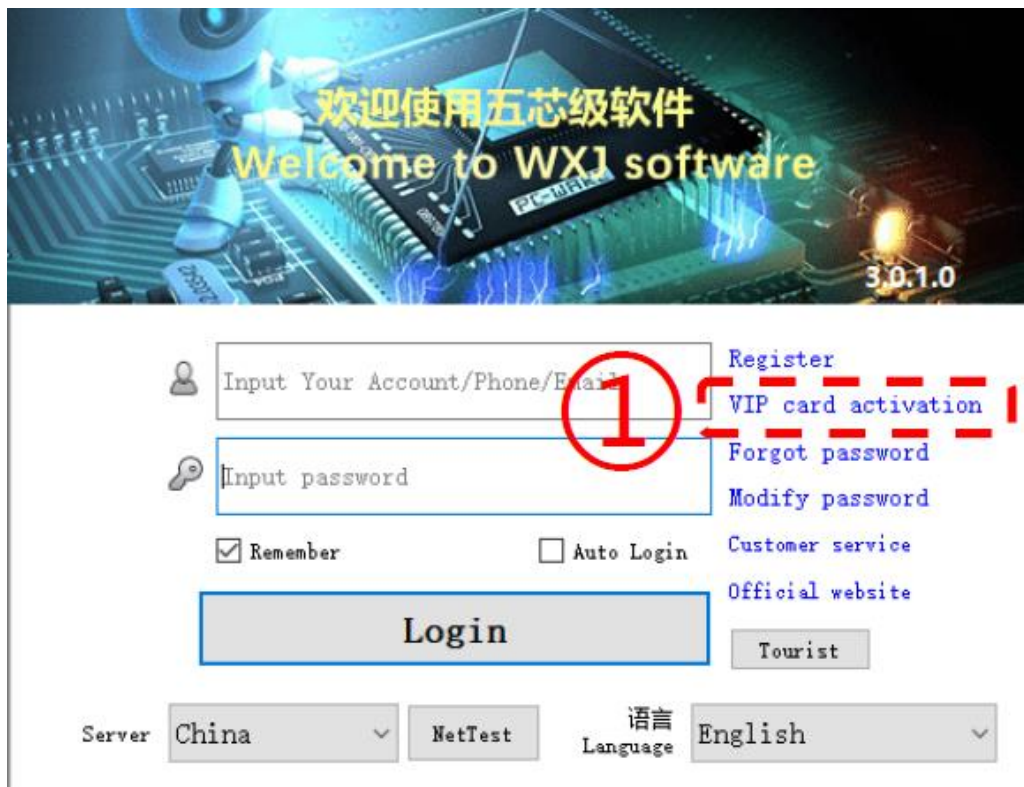 欢迎使用五芯级软件
Welcome to WXJ software
PC-WARE
3.0.1.0
Input Your Account/Phone/Email
Register
①
VIP card activation
Input password
Forgot password
Modify password
Remember
Auto Login
Customer service
Official website
Login
Tourist
Server
China
NetTest
语言
Language
English